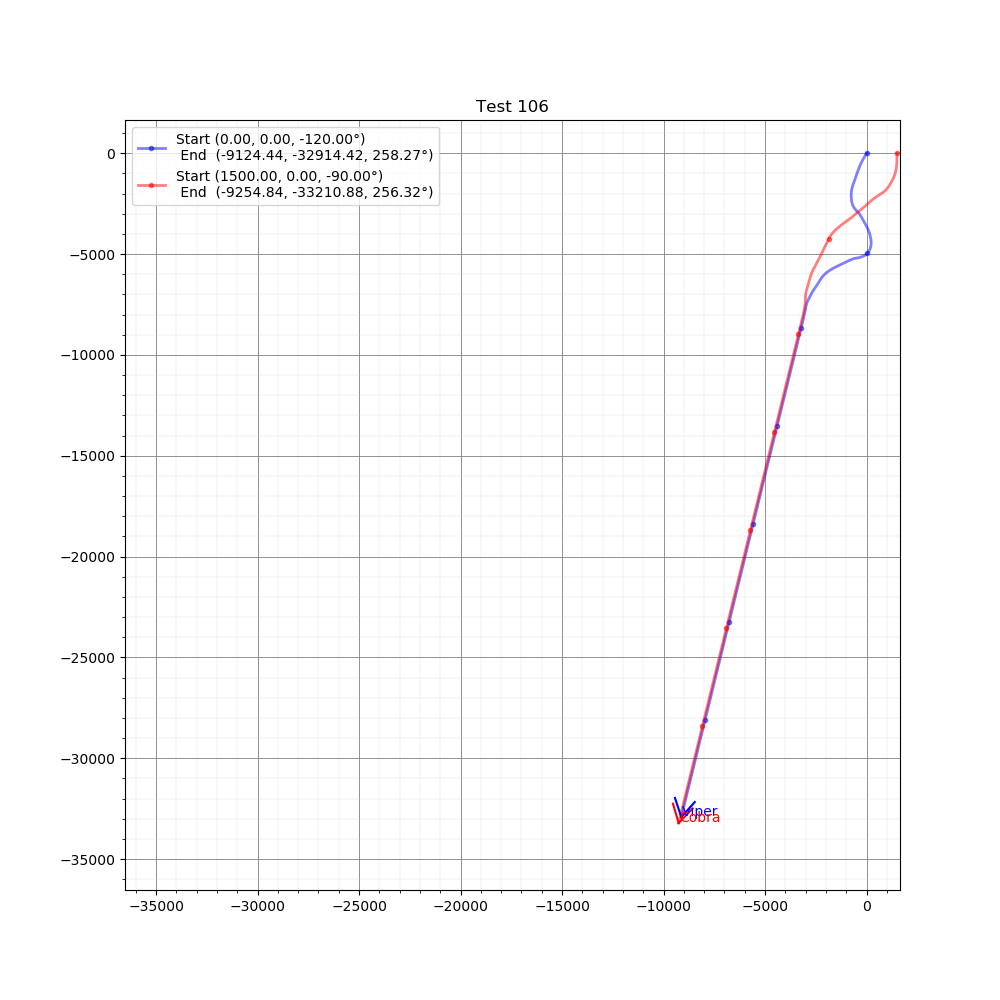 Test 106
Start (0.00, 0.00, -120.00°)
End  (-9124.44, -32914.42, 258.27°)
Start (1500.00, 0.00, -90.00°)
End  (-9254.84, -33210.88, 256.32°)
0
−5000
−10000
−15000
−20000
−25000
−30000
−35000
Cobra
−35000 −30000 −25000 −20000 −15000 −10000 −5000 0